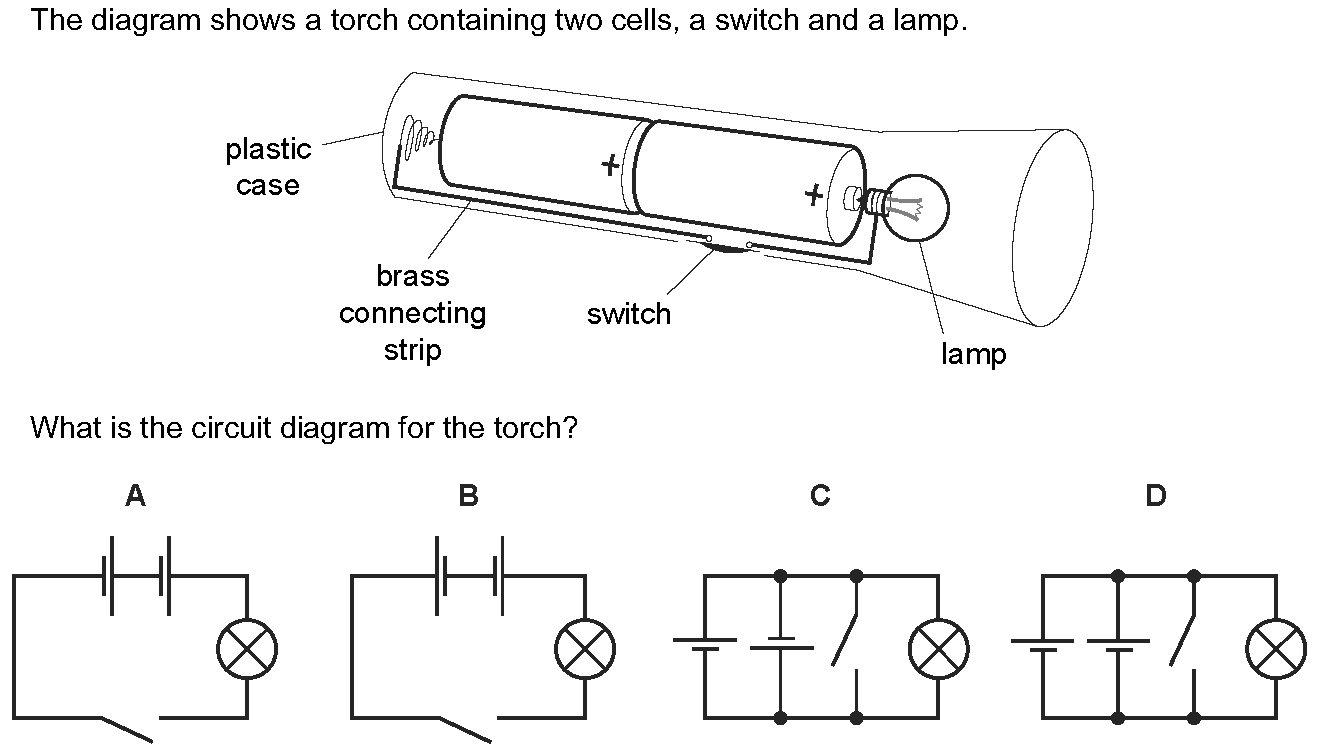 The diagram shows a torch containing two cells, a switch and a lamp.
plastic
case
+
+
brass
connecting
strip
switch
lamp
What is the circuit diagram for the torch?
A B C D